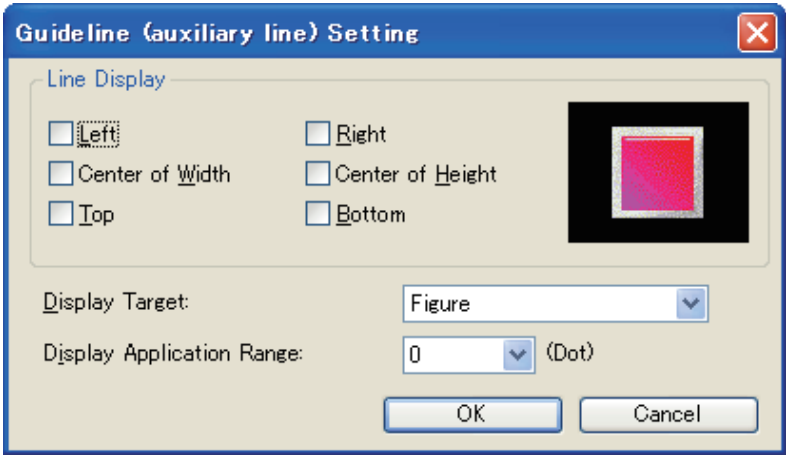 Guideline (auxiliary line) Setting
Line Display
Left
Right
Center of Width
Center of Height
Top
Bottom
Display Target:
Figure
Display Application Range:
0
(Dot)
OK
Cancel